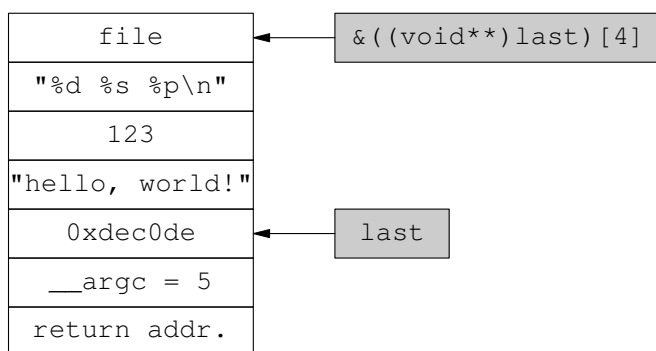 file
&((void**)last)[4]
"%d %s %p\n"
123
"hello, world!"
0xdec0de
last
__argc = 5
return addr.